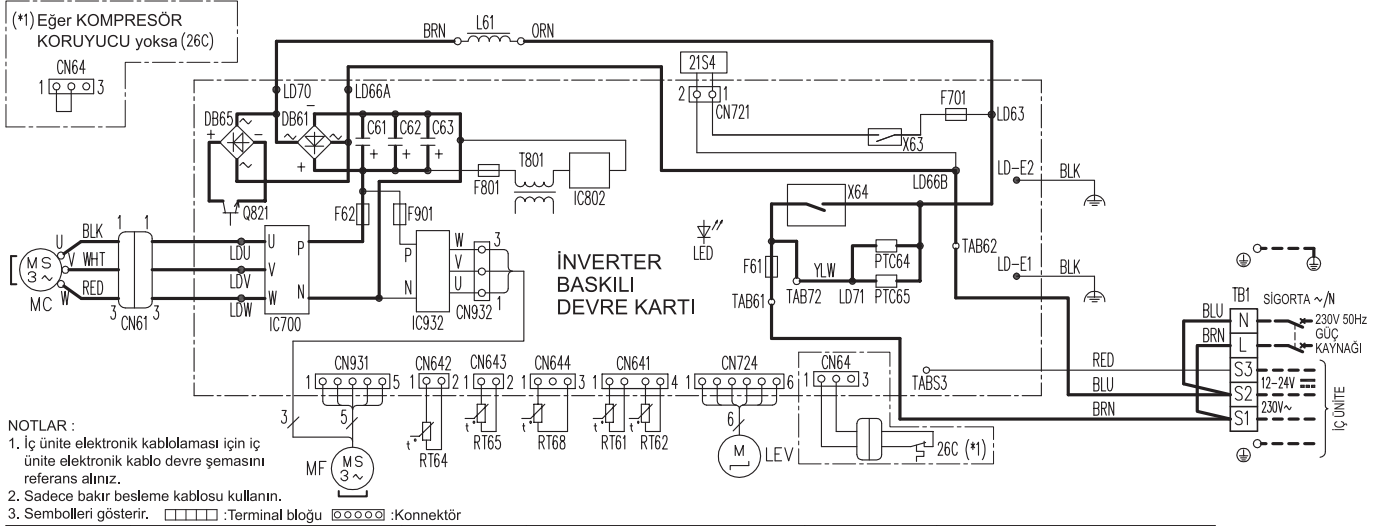 (*1) Eğer KOMPRESÖR
KORUYUCU yoksa (26C)
CN64
1 3
BRN L61 ORN
LD70 LD66A
21S4
2 1
CN721
F701
LD63
X63
DB65 DB61
C61 C62 C63
+ - ~ ~
- ~ ~ +
+ + +
F801
T801
IC802
LD66B
LD-E2 BLK
X64
Q821
F62 F901
U BLK 1 1
V WHT
W RED 3 3
MS
3~
MC
CN61
LDU
LDV
LDW
U P
V
W N
IC700
P W 3
V
N U 1
IC932 CN932
İNVERTER
BASKILI
DEVRE KARTI
LED
F61
YLW
PTC64
PTC65
TAB61 TAB72 LD71
TAB62
LD-E1 BLK
TB1
SİGORTA ~/N
BLU
BRN
N
L
S3
S2
S1
230V 50Hz
GÜÇ
KAYNAĞI
12-24V
230V~
İÇ ÜNİTE
RED
TABS3
BLU
BRN
CN931
1 5
CN642
1 2
CN643
1 2
CN644
1 3
CN641
1 4
CN724
1 6
CN64
1 3
3 5
t° RT64
t° RT65
t° RT68
t° RT61
t° RT62
6
M
LEV
26C (*1)
MF
MS
3~
NOTLAR :
1. İç ünite elektronik kablolaması için iç
ünite elektronik kablo devre şemasını
referans alınız.
2. Sadece bakır besleme kablosu kullanın.
3. Sembolleri gösterir. :Terminal bloğu :Konnektör